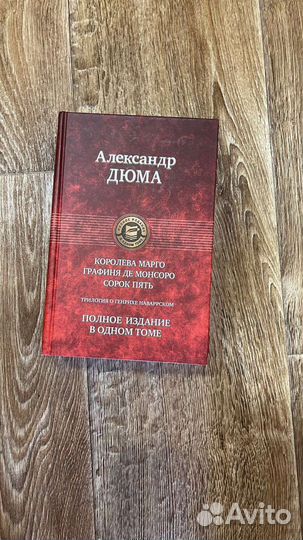 Александр
ДЮМА
КОРОЛЕВА МАРГО
ГРАФИНЯ ДЕ МОНСОРО
СОРОК ПЯТЬ
ТРИЛОГИЯ О ГЕНРИХЕ НАВАРРСКОМ
ПОЛНОЕ ИЗДАНИЕ
В ОДНОМ ТОМЕ
Avito